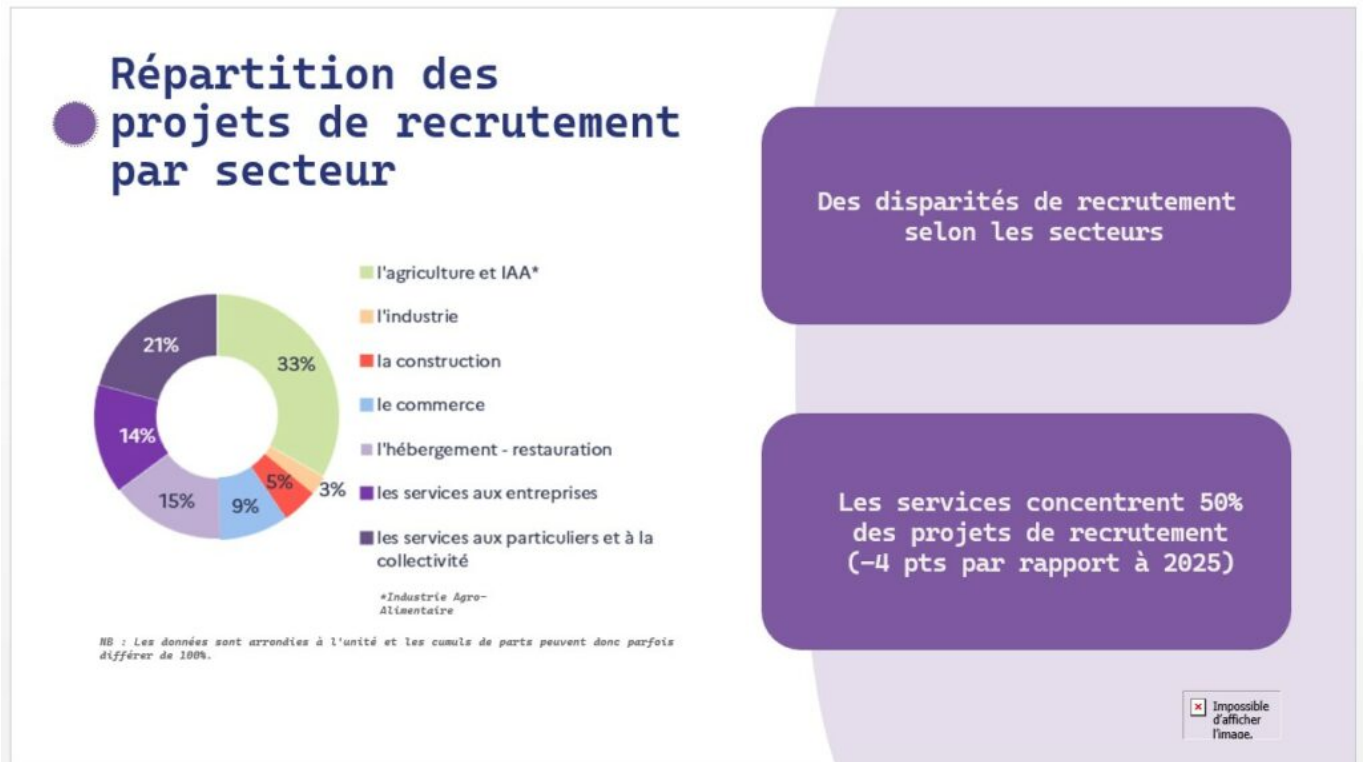 Répartition des
projets de recrutement
par secteur
l'agriculture et IAA*
l'industrie
la construction
le commerce
l'hébergement - restauration
les services aux entreprises
les services aux particuliers et à la
collectivité
*Industrie Agro-
Alimentaire
33%
3%
5%
9%
15%
14%
21%
NB : Les données sont arrondies à l'unité et les cumuls de parts peuvent donc parfois
différer de 100%.
Des disparités de recrutement
selon les secteurs
Les services concentrent 50%
des projets de recrutement
(-4 pts par rapport à 2025)
Impossible
d'afficher
l'image.